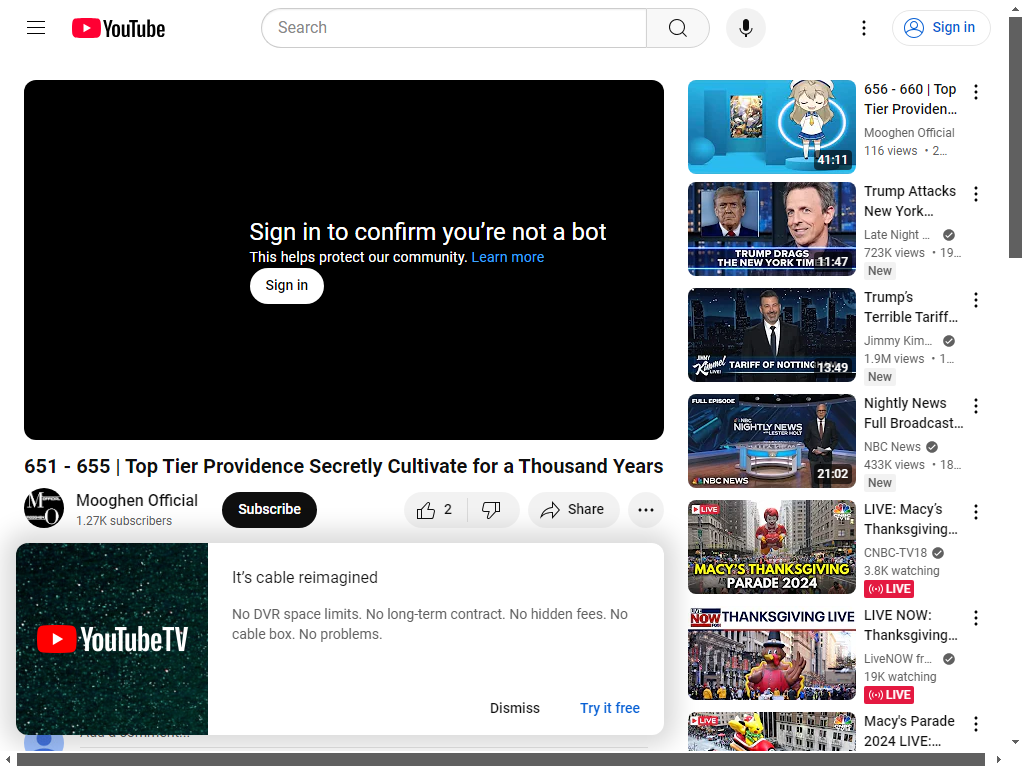 YouTube
Search
Sign in
Sign in to confirm you’re not a bot
This helps protect our community. Learn more
Sign in
651 - 655 | Top Tier Providence Secretly Cultivate for a Thousand Years
Mooghen Official
1.27K subscribers
Subscribe
2
Share
YouTubeTV
It’s cable reimagined
No DVR space limits. No long-term contract. No hidden fees. No
cable box. No problems.
Dismiss
Try it free
41:11
656 - 660 | Top
Tier Providen...
Mooghen Official
116 views • 2...
TRUMP DRAGS
THE NEW YORK TIM
11:47
Trump Attacks
New York...
Late Night ...
723K views • 19...
New
JIMMY
Kimmel
LIVE!
TARIFF OF NOTTING
13:49
Trump’s
Terrible Tariff...
Jimmy Kim...
1.9M views • 1...
New
FULL EPISODE
NBC
NIGHTLY NEWS
WITH LESTER HOLT
NBC NEWS
21:02
Nightly News
Full Broadcast...
NBC News
433K views • 18...
New
LIVE
MACY'S THANKSGIVING
PARADE 2024
LIVE: Macy’s
Thanksgiving...
CNBC-TV18
3.8K watching
LIVE
LIVE
NOW
FOX
THANKSGIVING LIVE
LIVE NOW:
Thanksgiving...
LiveNOW fr...
19K watching
LIVE
LIVE
Macy's Parade
2024 LIVE:...